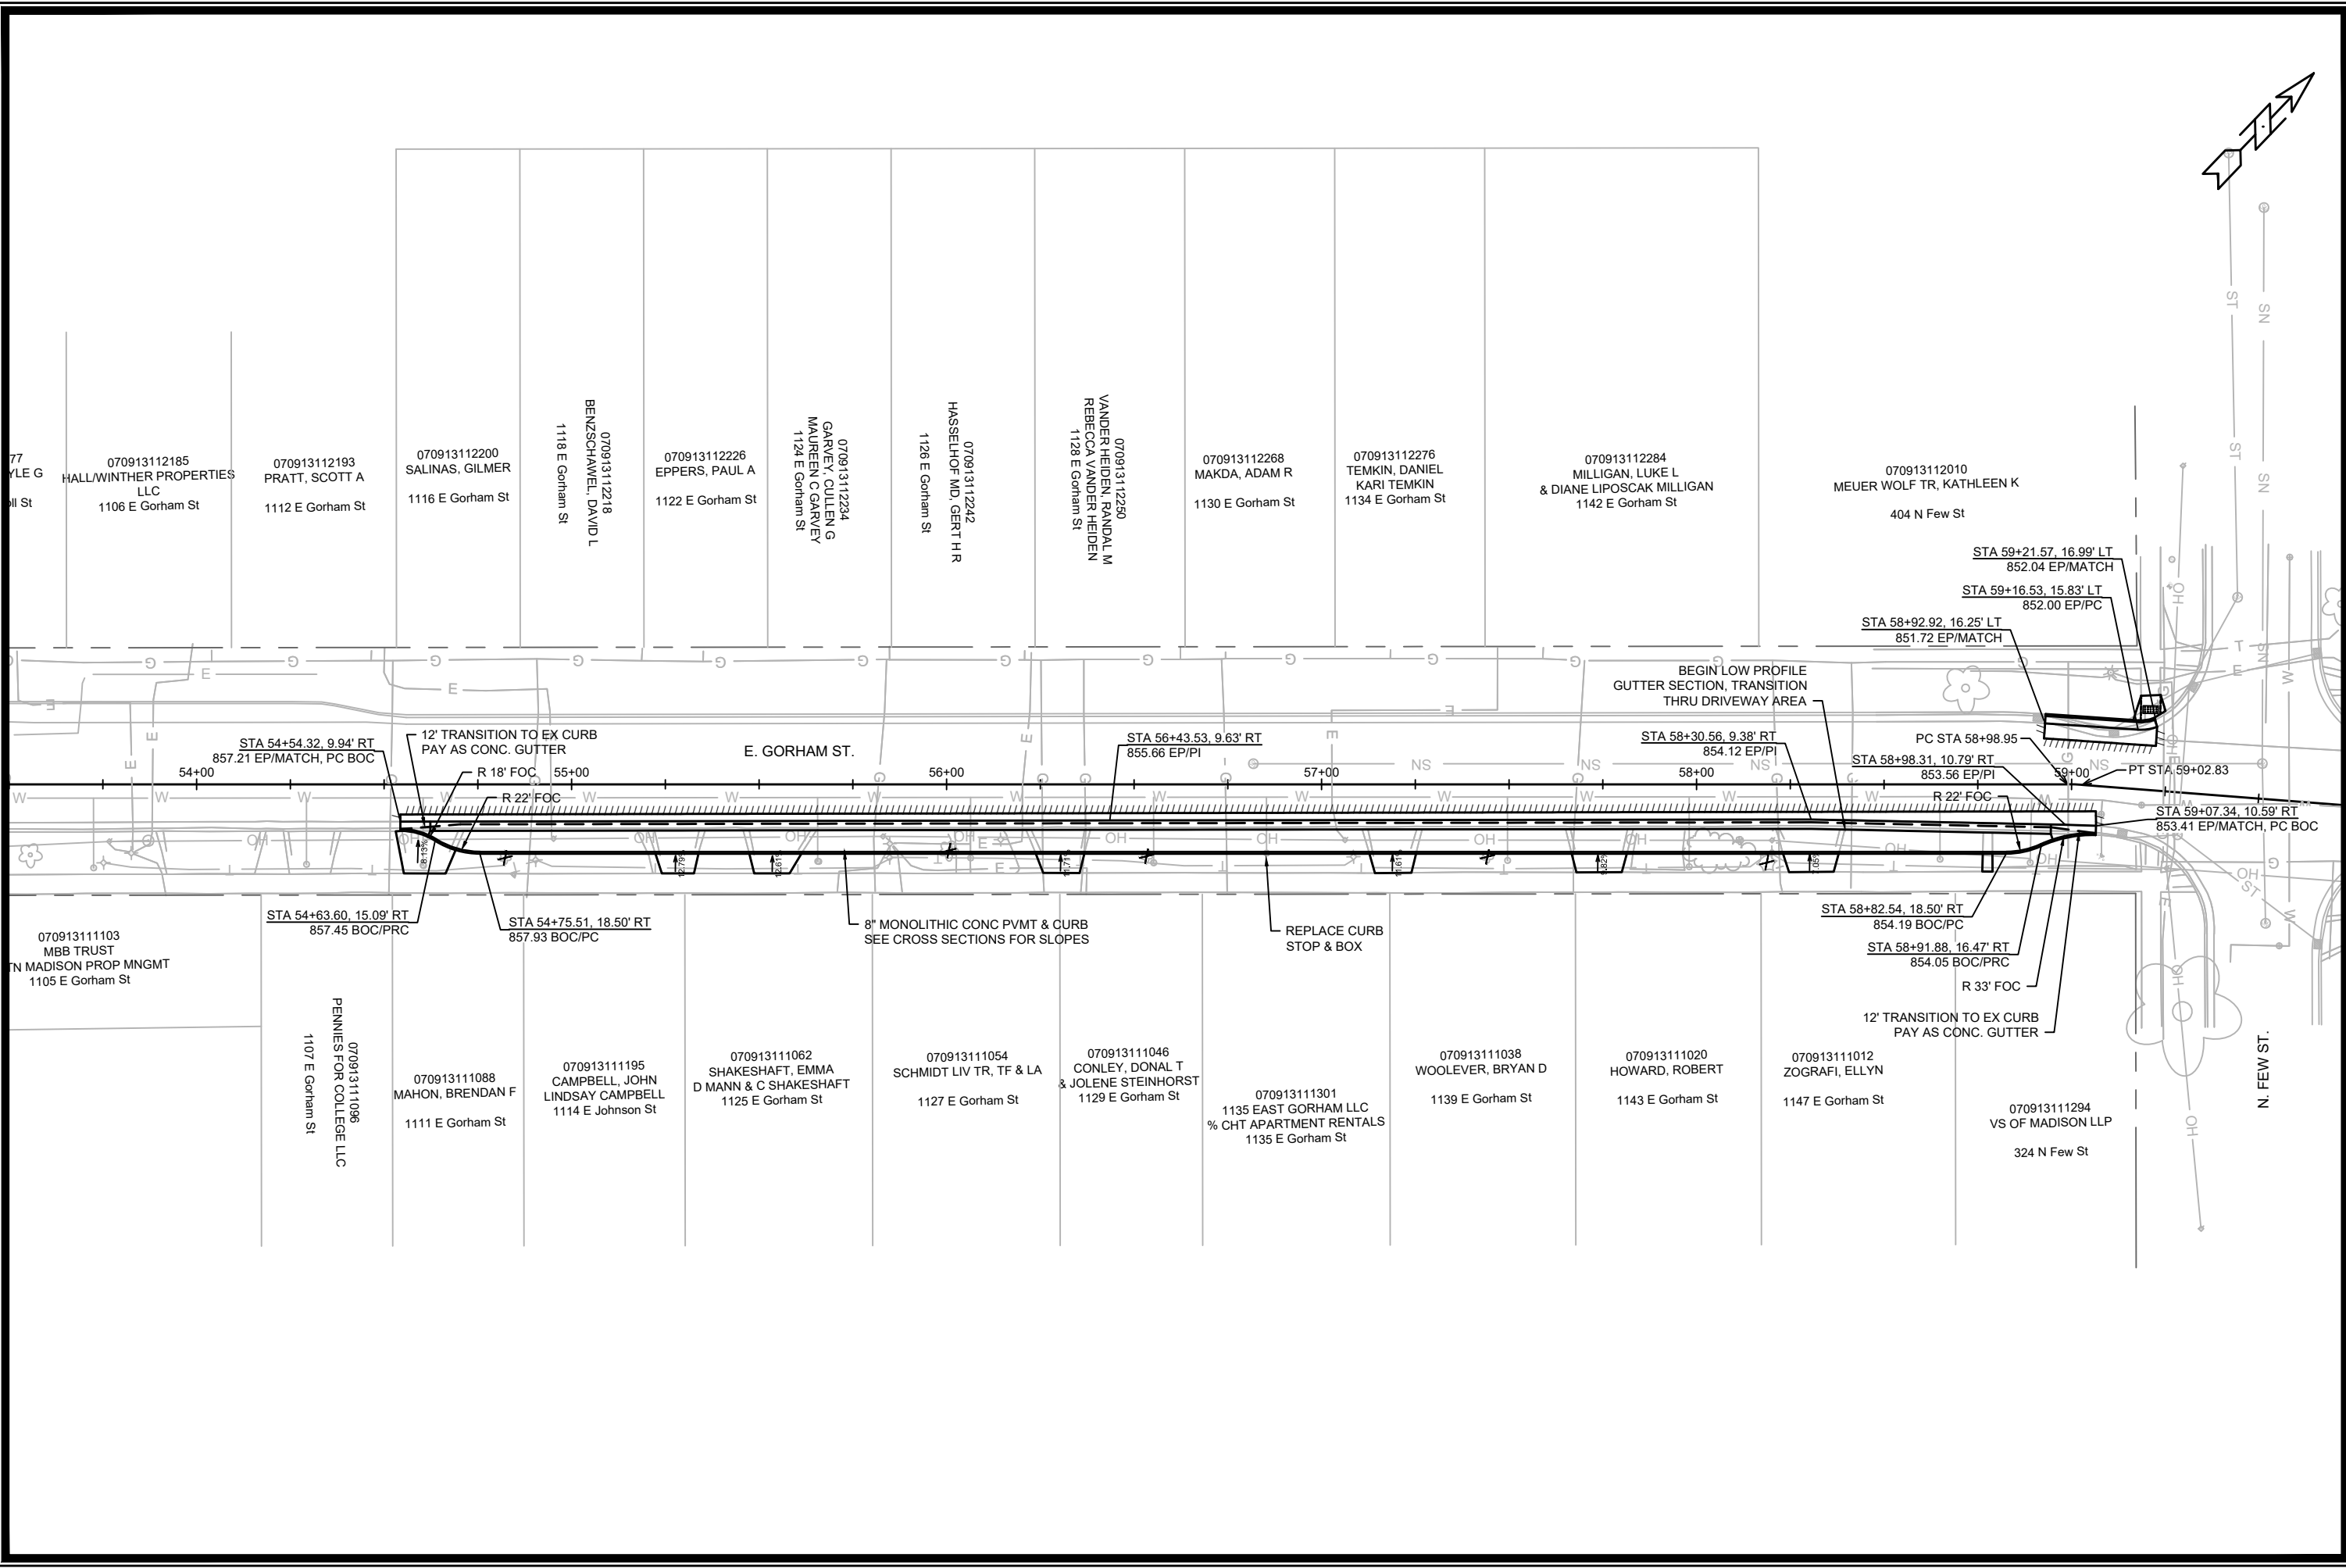 77
YLE G
oll St
070913112185
HALL/WINTHER PROPERTIES
LLC
1106 E Gorham St
070913112193
PRATT, SCOTT A
1112 E Gorham St
070913112200
SALINAS, GILMER
1116 E Gorham St
070913112218
BENZSCHAWEL, DAVID L
1118 E Gorham St
070913112226
EPPERS, PAUL A
1122 E Gorham St
070913112234
GARVEY, CULLEN G
MAUREEN C GARVEY
1124 E Gorham St
070913112242
HASSELHOF MD, GERT H R
1126 E Gorham St
070913112250
VANDER HEIDEN, RANDAL M
REBECCA VANDER HEIDEN
1128 E Gorham St
070913112268
MAKDA, ADAM R
1130 E Gorham St
070913112276
TEMKIN, DANIEL
KARI TEMKIN
1134 E Gorham St
070913112284
MILLIGAN, LUKE L
& DIANE LIPOSCAK MILLIGAN
1142 E Gorham St
070913112010
MEUER WOLF TR, KATHLEEN K
404 N Few St
STA 59+21.57, 16.99' LT
852.04 EP/MATCH
STA 59+16.53, 15.83' LT
852.00 EP/PC
STA 58+92.92, 16.25' LT
851.72 EP/MATCH
BEGIN LOW PROFILE
GUTTER SECTION, TRANSITION
THRU DRIVEWAY AREA
STA 54+54.32, 9.94' RT
857.21 EP/MATCH, PC BOC
12' TRANSITION TO EX CURB
PAY AS CONC. GUTTER
R 18' FOC
R 22' FOC
E. GORHAM ST.
STA 56+43.53, 9.63' RT
855.66 EP/PI
STA 58+30.56, 9.38' RT
854.12 EP/PI
PC STA 58+98.95
STA 58+98.31, 10.79' RT
853.56 EP/PI
PT STA 59+02.83
R 22' FOC
STA 59+07.34, 10.59' RT
853.41 EP/MATCH, PC BOC
54+00
55+00
56+00
57+00
58+00
59+00
8.13%
12.79%
12.61%
11.71%
11.61%
STA 54+63.60, 15.09' RT
857.45 BOC/PRC
STA 54+75.51, 18.50' RT
857.93 BOC/PC
8" MONOLITHIC CONC PVMT & CURB
SEE CROSS SECTIONS FOR SLOPES
REPLACE CURB
STOP & BOX
STA 58+82.54, 18.50' RT
854.19 BOC/PC
STA 58+91.88, 16.47' RT
854.05 BOC/PRC
R 33' FOC
12' TRANSITION TO EX CURB
PAY AS CONC. GUTTER
070913111103
MBB TRUST
TN MADISON PROP MNGMT
1105 E Gorham St
070913111096
PENNIES FOR COLLEGE LLC
1107 E Gorham St
070913111088
MAHON, BRENDAN F
1111 E Gorham St
070913111195
CAMPBELL, JOHN
LINDSAY CAMPBELL
1114 E Johnson St
070913111062
SHAKESHAFT, EMMA
D MANN & C SHAKESHAFT
1125 E Gorham St
070913111054
SCHMIDT LIV TR, TF & LA
1127 E Gorham St
070913111046
CONLEY, DONAL T
& JOLENE STEINHORST
1129 E Gorham St
070913111301
1135 EAST GORHAM LLC
% CHT APARTMENT RENTALS
1135 E Gorham St
070913111038
WOOLEVER, BRYAN D
1139 E Gorham St
070913111020
HOWARD, ROBERT
1143 E Gorham St
070913111012
ZOGRAFI, ELLYN
1147 E Gorham St
070913111294
VS OF MADISON LLP
324 N Few St
N. FEW ST.